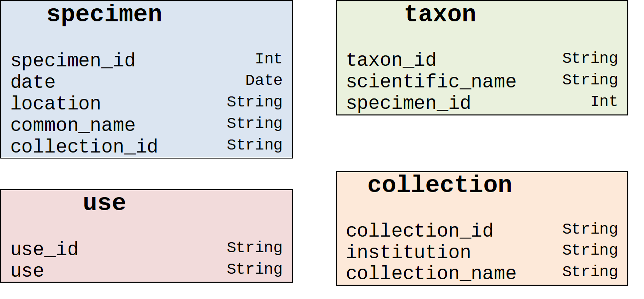 specimen
specimen_id Int
date Date
location String
common_name String
collection_id String
taxon
taxon_id String
scientific_name String
specimen_id Int
use
use_id String
use String
collection
collection_id String
institution String
collection_name String